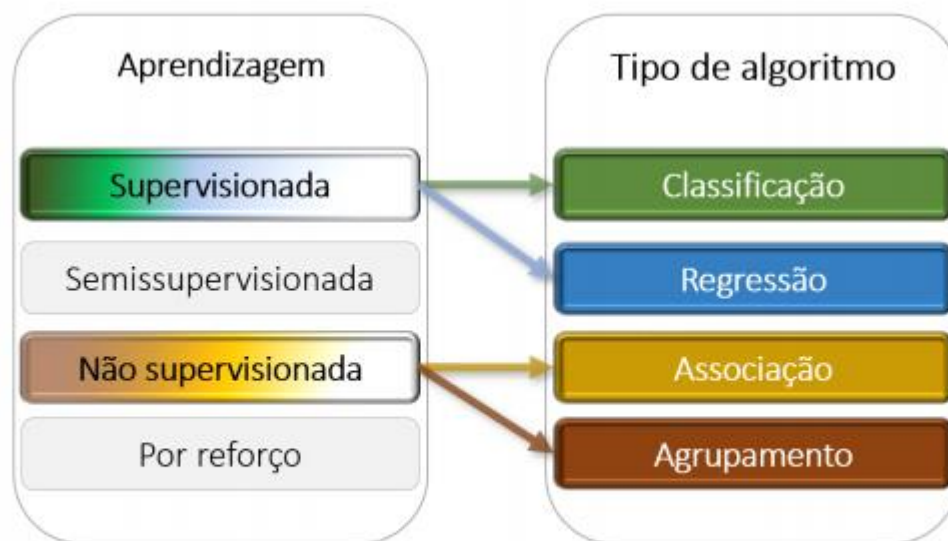 Aprendizagem
Supervisionada
Semissupervisionada
Não supervisionada
Por reforço
Tipo de algoritmo
Classificação
Regressão
Associação
Agrupamento